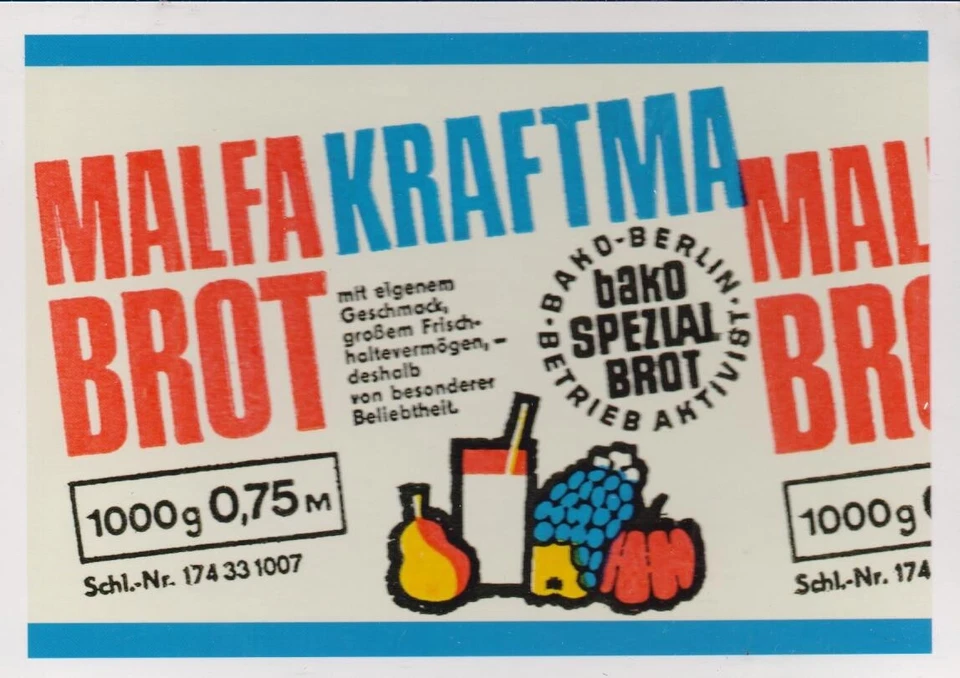 MALFA KRAFTMA
BROT
mit eigenem
Geschmack,
großem Frisch-
haltevermögen, –
deshalb
von besonderer
Beliebtheit.
BAKO-BERLIN · BETRIEB AKTIVIST ·
bako
SPEZIAL
BROT
1000g 0,75 M
Schl.-Nr. 174 33 1007
MAL
BRO
1000g
Schl.-Nr. 174